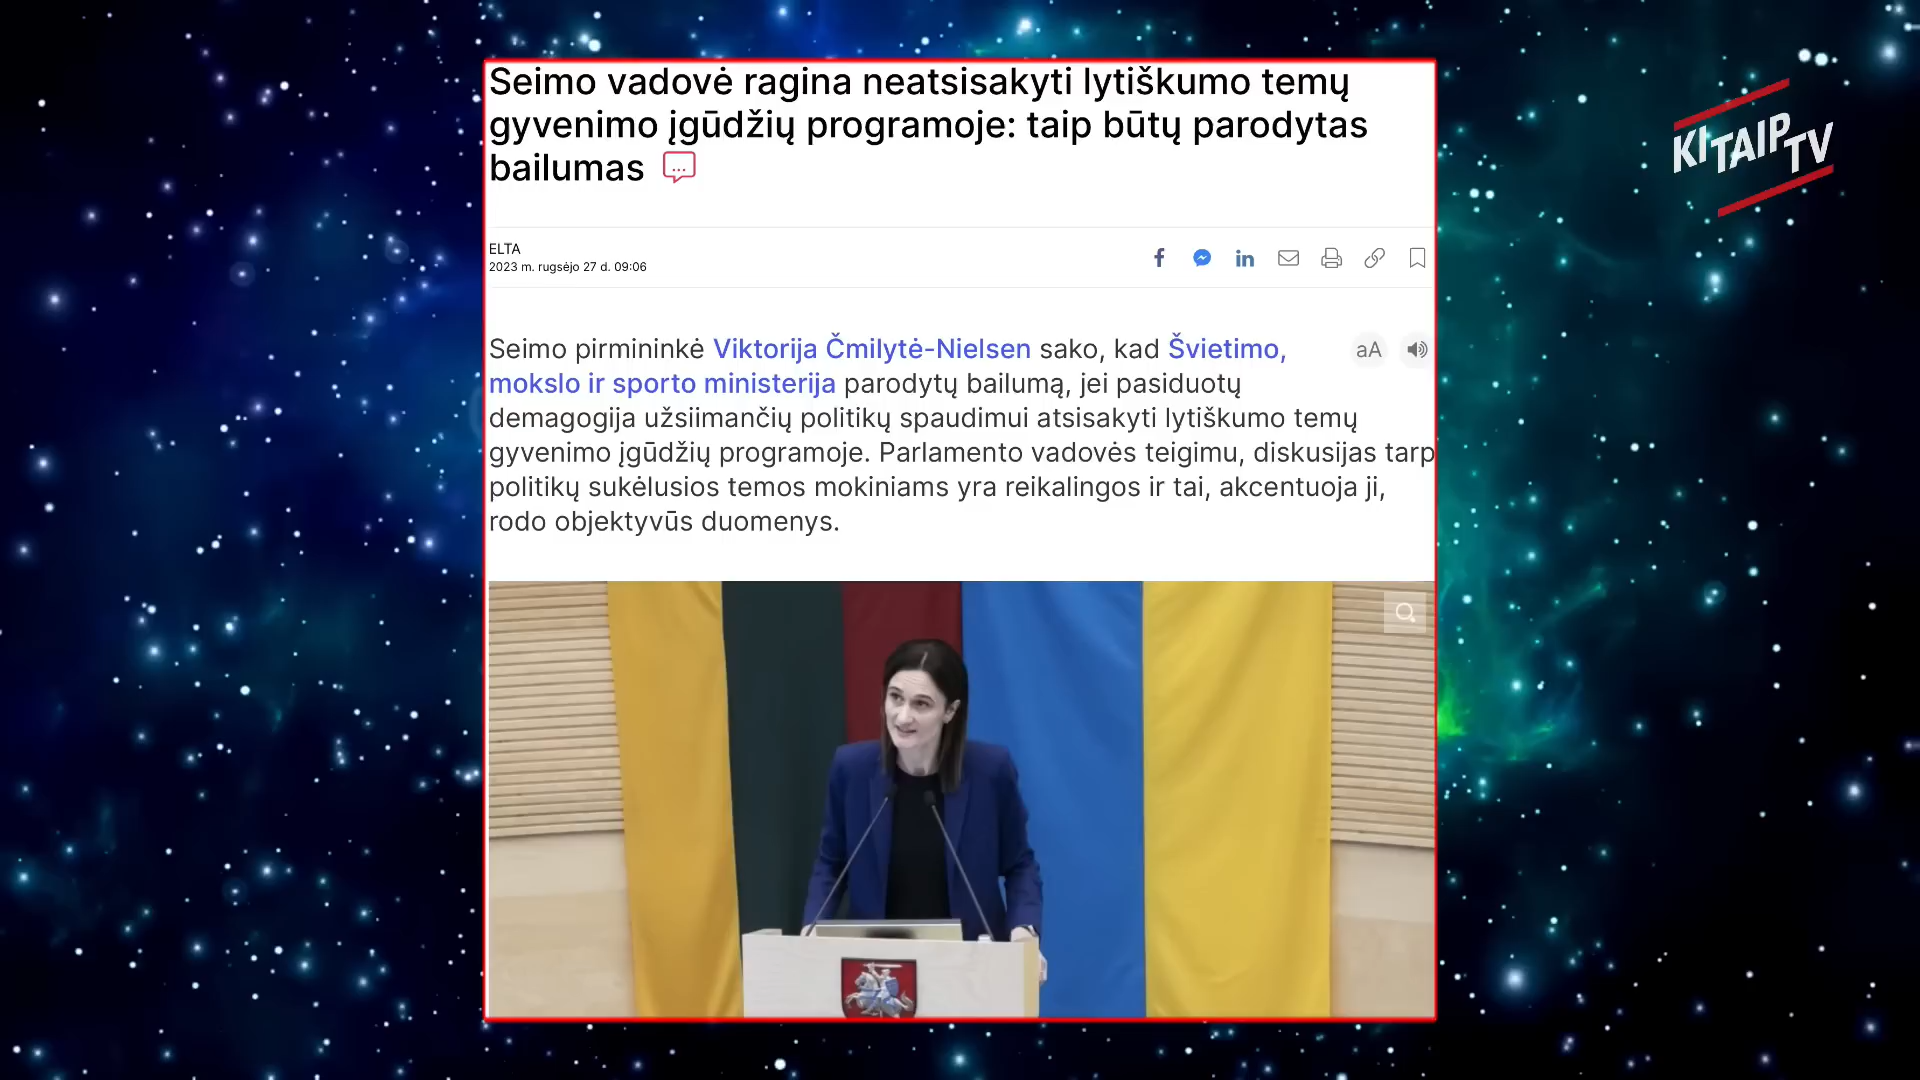 Seimo vadovė ragina neatsisakyti lytiškumo temų
gyvenimo įgūdžių programoje: taip būtų parodytas
bailumas
KITAIP TV
ELTA
2023 m. rugsėjo 27 d. 09:06
Seimo pirmininkė Viktorija Čmilytė-Nielsen sako, kad Švietimo,
aA
mokslo ir sporto ministerija parodytų bailumą, jei pasiduotų
demagogija užsiimančių politikų spaudimui atsisakyti lytiškumo temų
gyvenimo įgūdžių programoje. Parlamento vadovės teigimu, diskusijas tarp
politikų sukėlusios temos mokiniams yra reikalingos ir tai, akcentuoja ji,
rodo objektyvūs duomenys.